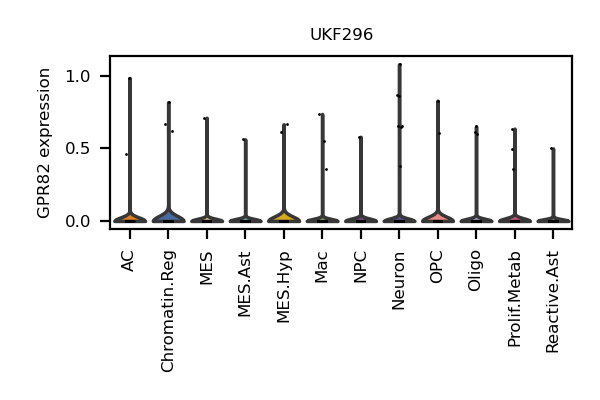 UKF296
GPR82 expression
1.0
0.5
0.0
AC
Chromatin.Reg
MES
MES.Ast
MES.Hyp
Mac
NPC
Neuron
OPC
Oligo
Prolif.Metab
Reactive.Ast